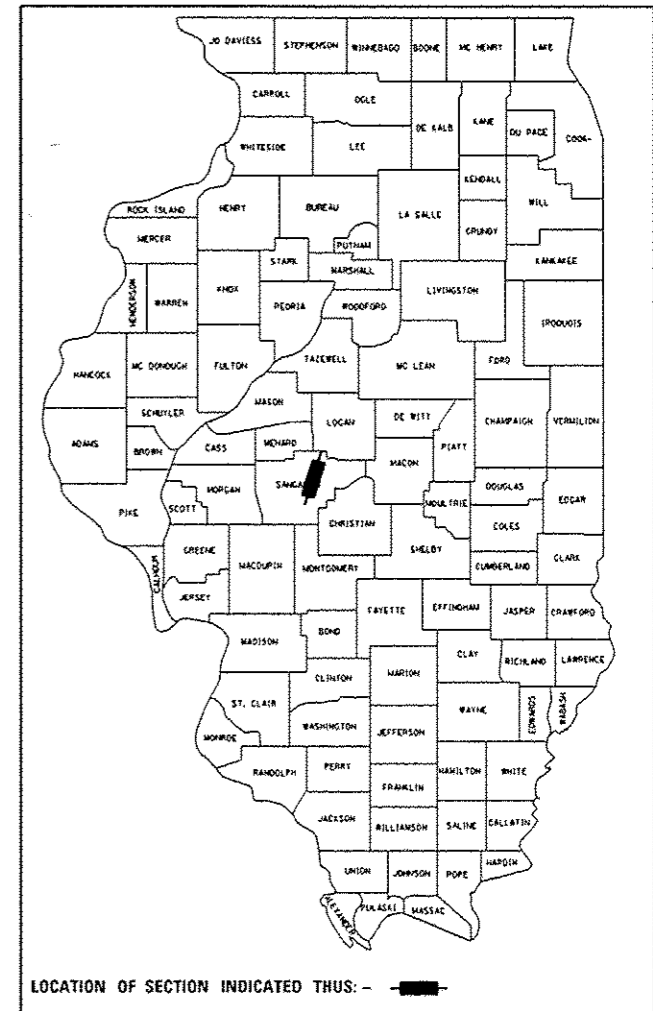 JO DAVIESS STEPHENSON WINNEBAGO BOONE MC HENRY LAKE
CARROLL OGLE DE KALB KANE DU PAGE COOK
WHITESIDE LEE
KENDALL WILL
ROCK ISLAND HENRY BUREAU LA SALLE GRUNDY
MERCER PUTNAM KANKAKEE
STARK MARSHALL
HENDERSON WARREN KNOX PEORIA WOODFORD LIVINGSTON IROQUOIS
HANCOCK MC DONOUGH FULTON TAZEWELL MC LEAN FORD
SCHUYLER MASON LOGAN DE WITT CHAMPAIGN VERMILION
ADAMS BROWN CASS MENARD PIATT
MACON
PIKE SCOTT MORGAN SANGA MOULTRIE DOUGLAS EDGAR
CHRISTIAN COLES
CALHOUN GREENE MACOUPIN MONTGOMERY SHELBY CUMBERLAND CLARK
JERSEY
FAYETTE EFFINGHAM JASPER CRAWFORD
MADISON BOND
CLAY RICHLAND LAWRENCE
CLINTON MARION
ST. CLAIR WAYNE EDWARDS WABASH
WASHINGTON JEFFERSON
MONROE
RANDOLPH PERRY HAMILTON WHITE
FRANKLIN
JACKSON WILLIAMSON SALINE GALLATIN
HARDIN
UNION JOHNSON POPE
ALEXANDER PULASKI MASSAC
LOCATION OF SECTION INDICATED THUS: -